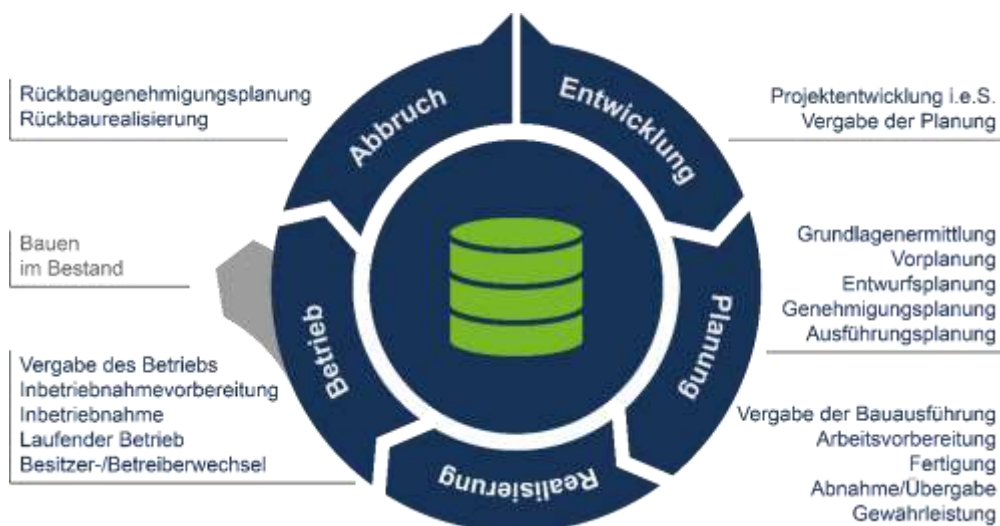 Rückbaugenehmigungsplanung
Rückbaurealisierung
Bauen
im Bestand
Vergabe des Betriebs
Inbetriebnahmevorbereitung
Inbetriebnahme
Laufender Betrieb
Besitzer-/Betreiberwechsel
Abbruch
Entwicklung
Planung
Realisierung
Betrieb
Projektentwicklung i.e.S.
Vergabe der Planung
Grundlagenermittlung
Vorplanung
Entwurfsplanung
Genehmigungsplanung
Ausführungsplanung
Vergabe der Bauausführung
Arbeitsvorbereitung
Fertigung
Abnahme/Übergabe
Gewährleistung